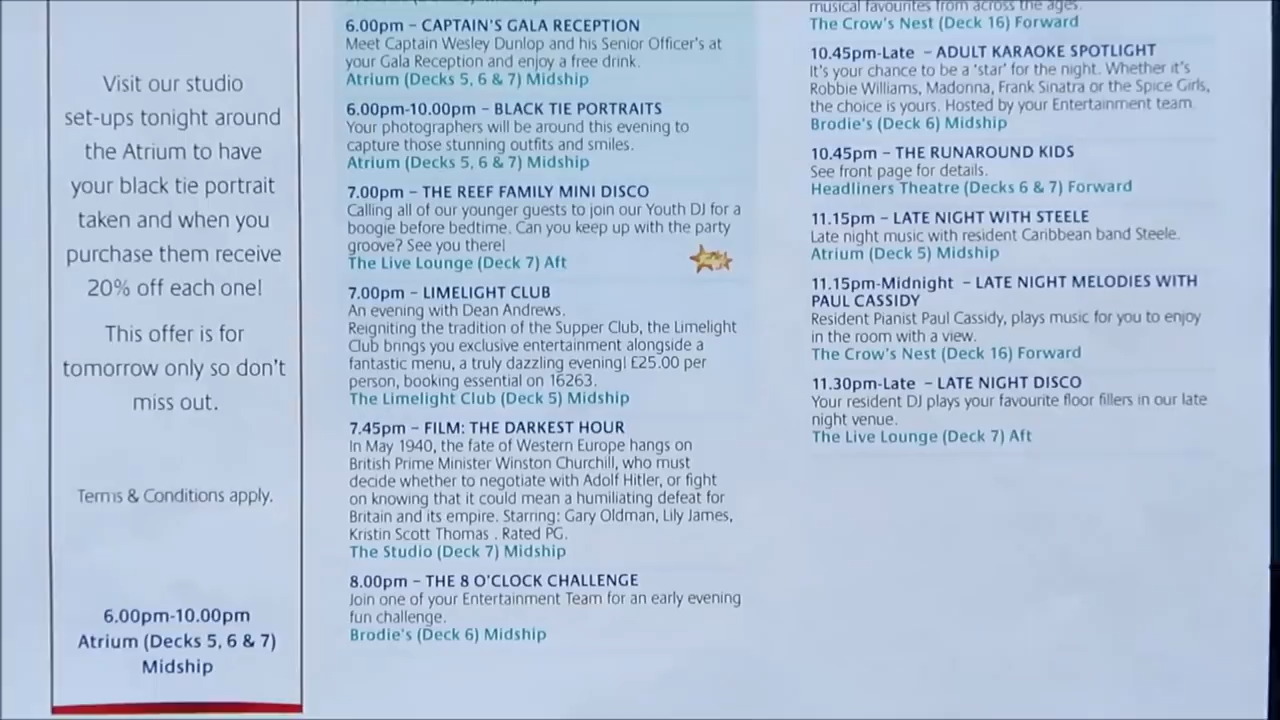 Visit our studio
set-ups tonight around
the Atrium to have
your black tie portrait
taken and when you
purchase them receive
20% off each one!
This offer is for
tomorrow only so don't
miss out.
Terms & Conditions apply.
6.00pm-10.00pm
Atrium (Decks 5, 6 & 7)
Midship
6.00pm – CAPTAIN'S GALA RECEPTION
Meet Captain Wesley Dunlop and his Senior Officer's at
your Gala Reception and enjoy a free drink.
Atrium (Decks 5, 6 & 7) Midship
6.00pm-10.00pm – BLACK TIE PORTRAITS
Your photographers will be around this evening to
capture those stunning outfits and smiles.
Atrium (Decks 5, 6 & 7) Midship
7.00pm – THE REEF FAMILY MINI DISCO
Calling all of our younger guests to join our Youth DJ for a
boogie before bedtime. Can you keep up with the party
groove? See you there!
The Live Lounge (Deck 7) Aft
7.00pm – LIMELIGHT CLUB
An evening with Dean Andrews.
Reigniting the tradition of the Supper Club, the Limelight
Club brings you exclusive entertainment alongside a
fantastic menu, a truly dazzling evening! £25.00 per
person, booking essential on 16263.
The Limelight Club (Deck 5) Midship
7.45pm – FILM: THE DARKEST HOUR
In May 1940, the fate of Western Europe hangs on
British Prime Minister Winston Churchill, who must
decide whether to negotiate with Adolf Hitler, or fight
on knowing that it could mean a humiliating defeat for
Britain and its empire. Starring: Gary Oldman, Lily James,
Kristin Scott Thomas . Rated PG.
The Studio (Deck 7) Midship
8.00pm – THE 8 O'CLOCK CHALLENGE
Join one of your Entertainment Team for an early evening
fun challenge.
Brodie's (Deck 6) Midship
musical favourites from across the ages.
The Crow's Nest (Deck 16) Forward
10.45pm-Late – ADULT KARAOKE SPOTLIGHT
It's your chance to be a 'star' for the night. Whether it's
Robbie Williams, Madonna, Frank Sinatra or the Spice Girls,
the choice is yours. Hosted by your Entertainment team.
Brodie's (Deck 6) Midship
10.45pm – THE RUNAROUND KIDS
See front page for details.
Headliners Theatre (Decks 6 & 7) Forward
11.15pm – LATE NIGHT WITH STEELE
Late night music with resident Caribbean band Steele.
Atrium (Deck 5) Midship
11.15pm-Midnight – LATE NIGHT MELODIES WITH
PAUL CASSIDY
Resident Pianist Paul Cassidy, plays music for you to enjoy
in the room with a view.
The Crow's Nest (Deck 16) Forward
11.30pm-Late – LATE NIGHT DISCO
Your resident DJ plays your favourite floor fillers in our late
night venue.
The Live Lounge (Deck 7) Aft